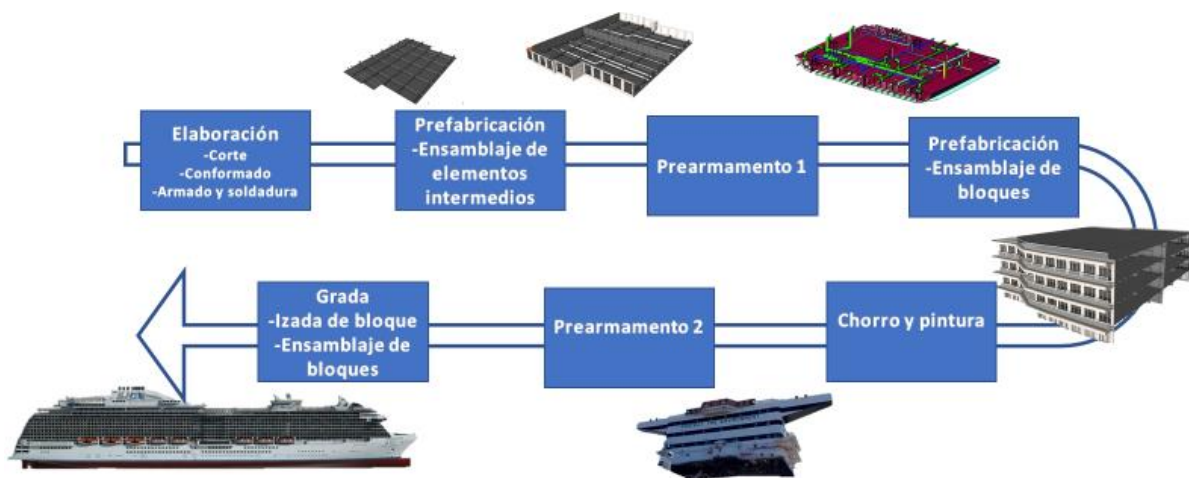 Elaboración
-Corte
-Conformado
-Armado y soldadura
Prefabricación
-Ensamblaje de
elementos
intermedios
Prearmamento 1
Prefabricación
-Ensamblaje de
bloques
Chorro y pintura
Prearmamento 2
Grada
-Izada de bloque
-Ensamblaje de
bloques